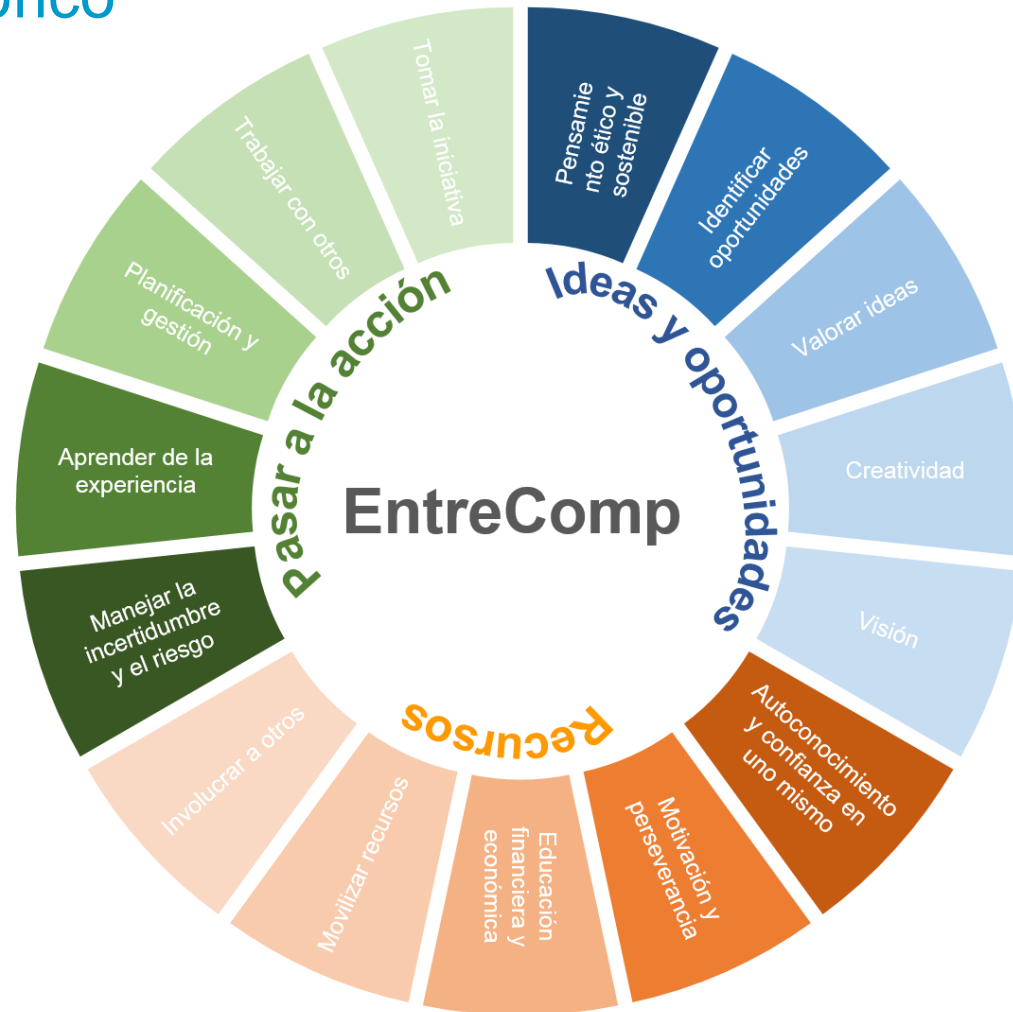 EntreComp
Ideas y oportunidades
Pensamie
nto ético y
sostenible
Identificar
oportunidades
Valorar ideas
Creatividad
Visión
Recursos
Autoconocimiento
y confianza en
uno mismo
Motivación y
perseverancia
Educación
financiera y
económica
Movilizar recursos
Involucrar a otros
Pasar a la acción
Manejar la
incertidumbre
y el riesgo
Aprender de la
experiencia
Planificación y
gestión
Trabajar con otros
Tomar la iniciativa